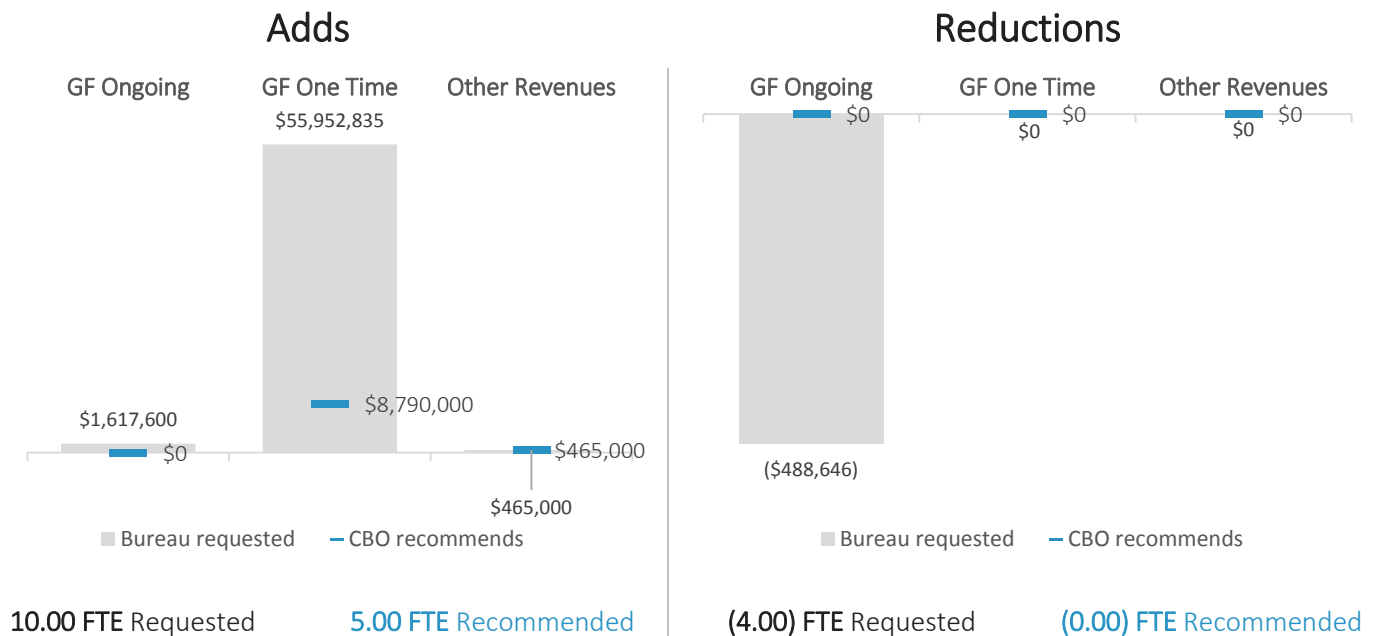 Adds
GF Ongoing GF One Time Other Revenues
$55,952,835
$8,790,000
$1,617,600
$0
$465,000
$465,000
Bureau requested CBO recommends
10.00 FTE Requested 5.00 FTE Recommended
Reductions
GF Ongoing GF One Time Other Revenues
$0 $0 $0
$0 $0
($488,646)
Bureau requested CBO recommends
(4.00) FTE Requested (0.00) FTE Recommended